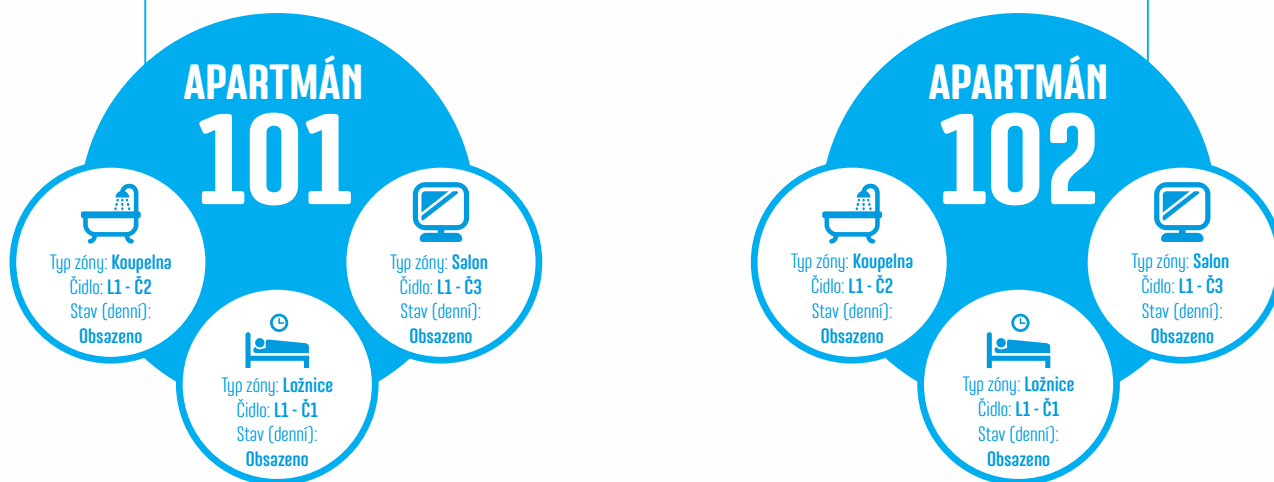 APARTMÁN
101
Typ zóny: Koupelna
Čidlo: L1 - Č2
Stav (denní):
Obsazeno
Typ zóny: Salon
Čidlo: L1 - Č3
Stav (denní):
Obsazeno
Typ zóny: Ložnice
Čidlo: L1 - Č1
Stav (denní):
Obsazeno
APARTMÁN
102
Typ zóny: Koupelna
Čidlo: L1 - Č2
Stav (denní):
Obsazeno
Typ zóny: Salon
Čidlo: L1 - Č3
Stav (denní):
Obsazeno
Typ zóny: Ložnice
Čidlo: L1 - Č1
Stav (denní):
Obsazeno